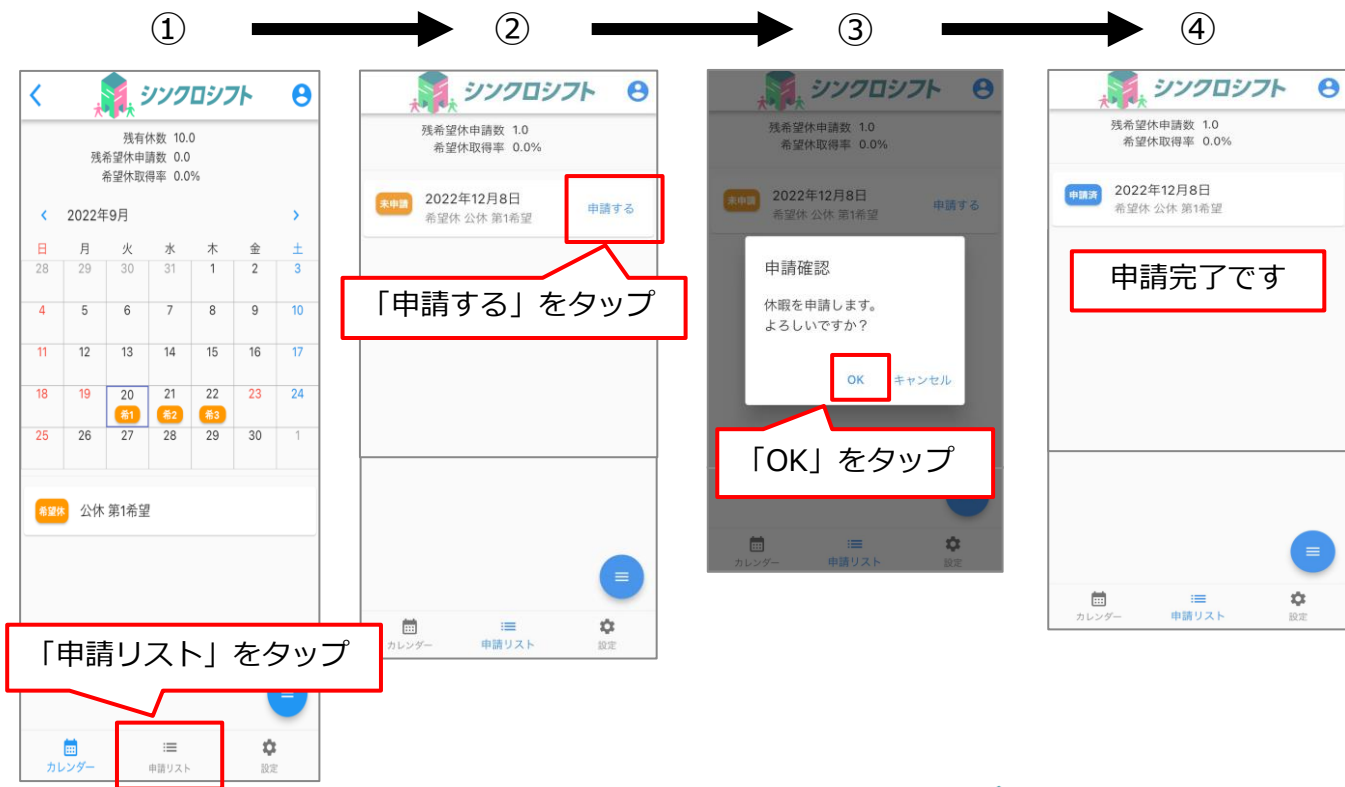 ①
②
③
④
シンクロシフト
残有休数 10.0
残希望休申請数 0.0
希望休取得率 0.0%
2022年9月
日 月 火 水 木 金 土
28 29 30 31 1 2 3
4 5 6 7 8 9 10
11 12 13 14 15 16 17
18 19 20 21 22 23 24
希1 希2 希3
25 26 27 28 29 30 1
希望休 公休 第1希望
「申請リスト」をタップ
カレンダー 申請リスト 設定
シンクロシフト
残希望休申請数 1.0
希望休取得率 0.0%
未申請 2022年12月8日
希望休 公休 第1希望
申請する
「申請する」をタップ
カレンダー 申請リスト 設定
シンクロシフト
残希望休申請数 1.0
希望休取得率 0.0%
未申請 2022年12月8日
希望休 公休 第1希望
申請する
申請確認
休暇を申請します。
よろしいですか？
OK キャンセル
「OK」をタップ
カレンダー 申請リスト 設定
シンクロシフト
残希望休申請数 1.0
希望休取得率 0.0%
申請済 2022年12月8日
希望休 公休 第1希望
申請完了です
カレンダー 申請リスト 設定